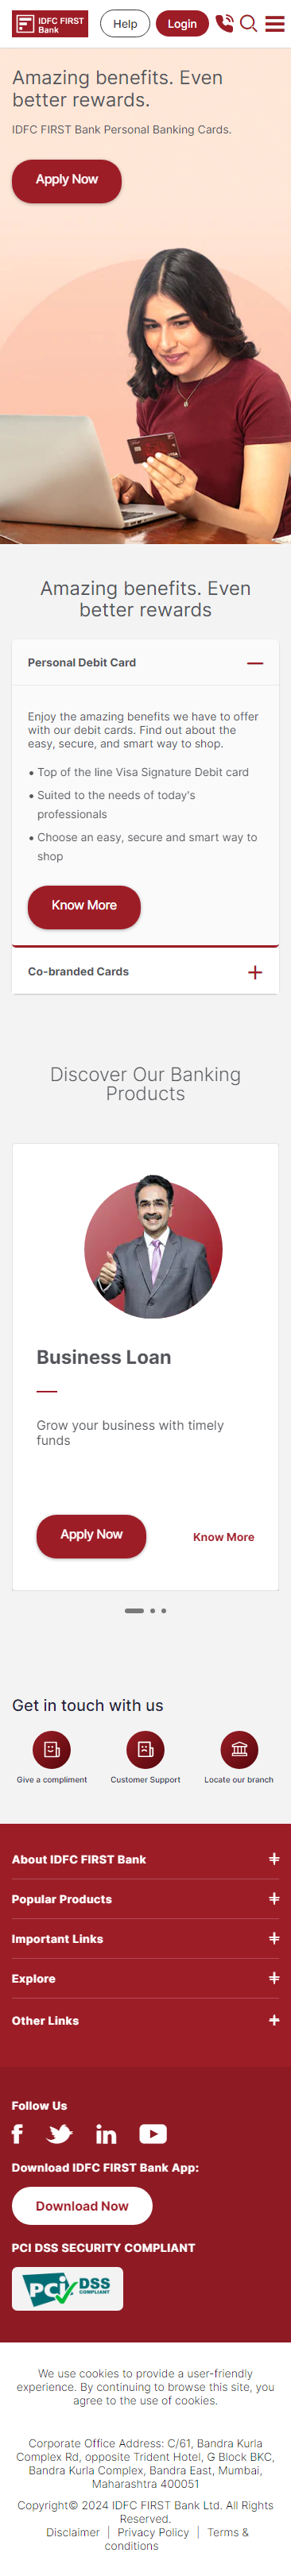 IDFC FIRST
Bank
Help
Login
Amazing benefits. Even
better rewards.
IDFC FIRST Bank Personal Banking Cards.
Apply Now
VISA
Amazing benefits. Even
better rewards
Personal Debit Card
Enjoy the amazing benefits we have to offer
with our debit cards. Find out about the
easy, secure, and smart way to shop.
• Top of the line Visa Signature Debit card
• Suited to the needs of today's
professionals
• Choose an easy, secure and smart way to
shop
Know More
Co-branded Cards
Discover Our Banking
Products
Business Loan
Grow your business with timely
funds
Apply Now
Know More
Get in touch with us
Give a compliment
Customer Support
Locate our branch
About IDFC FIRST Bank
Popular Products
Important Links
Explore
Other Links
Follow Us
Download IDFC FIRST Bank App:
Download Now
PCI DSS SECURITY COMPLIANT
PCI DSS
COMPLIANT
We use cookies to provide a user-friendly
experience. By continuing to browse this site, you
agree to the use of cookies.
Corporate Office Address: C/61, Bandra Kurla
Complex Rd, opposite Trident Hotel, G Block BKC,
Bandra Kurla Complex, Bandra East, Mumbai,
Maharashtra 400051
Copyright© 2024 IDFC FIRST Bank Ltd. All Rights
Reserved.
Disclaimer | Privacy Policy | Terms &
conditions